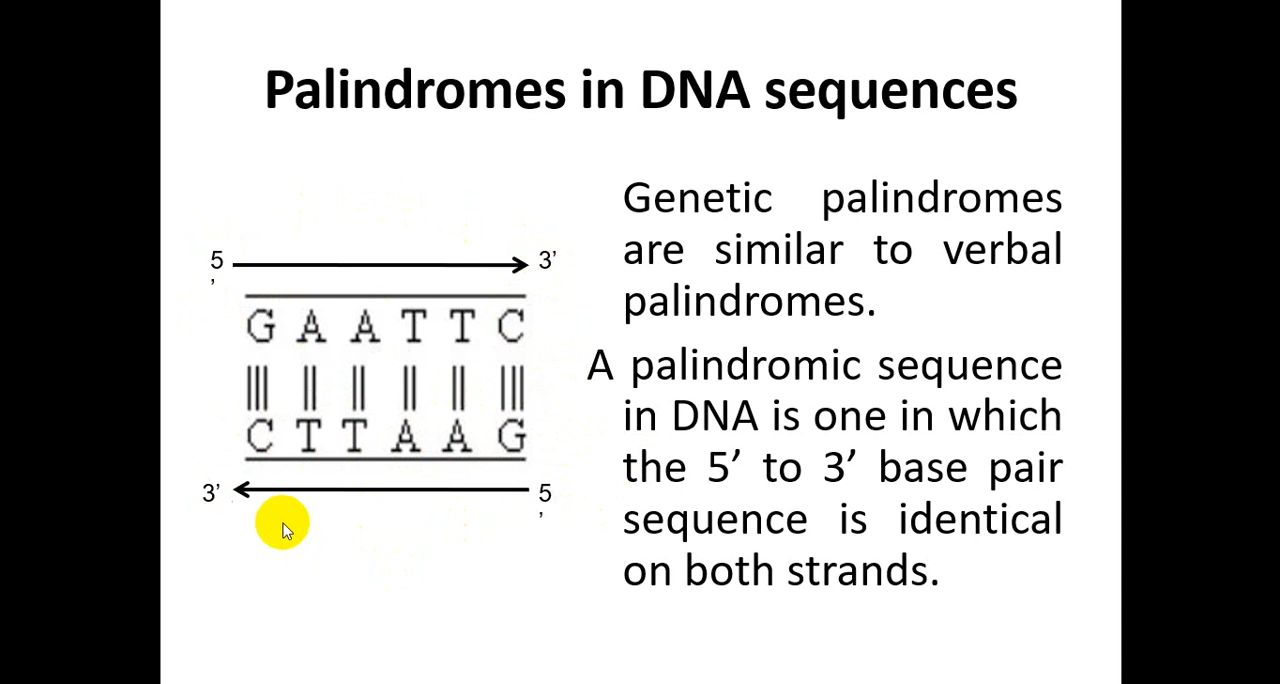 Palindromes in DNA sequences
Genetic palindromes
are similar to verbal
palindromes.
A palindromic sequence
in DNA is one in which
the 5’ to 3’ base pair
sequence is identical
on both strands.
5’ 3’
G A A T T C
C T T A A G
3’ 5’